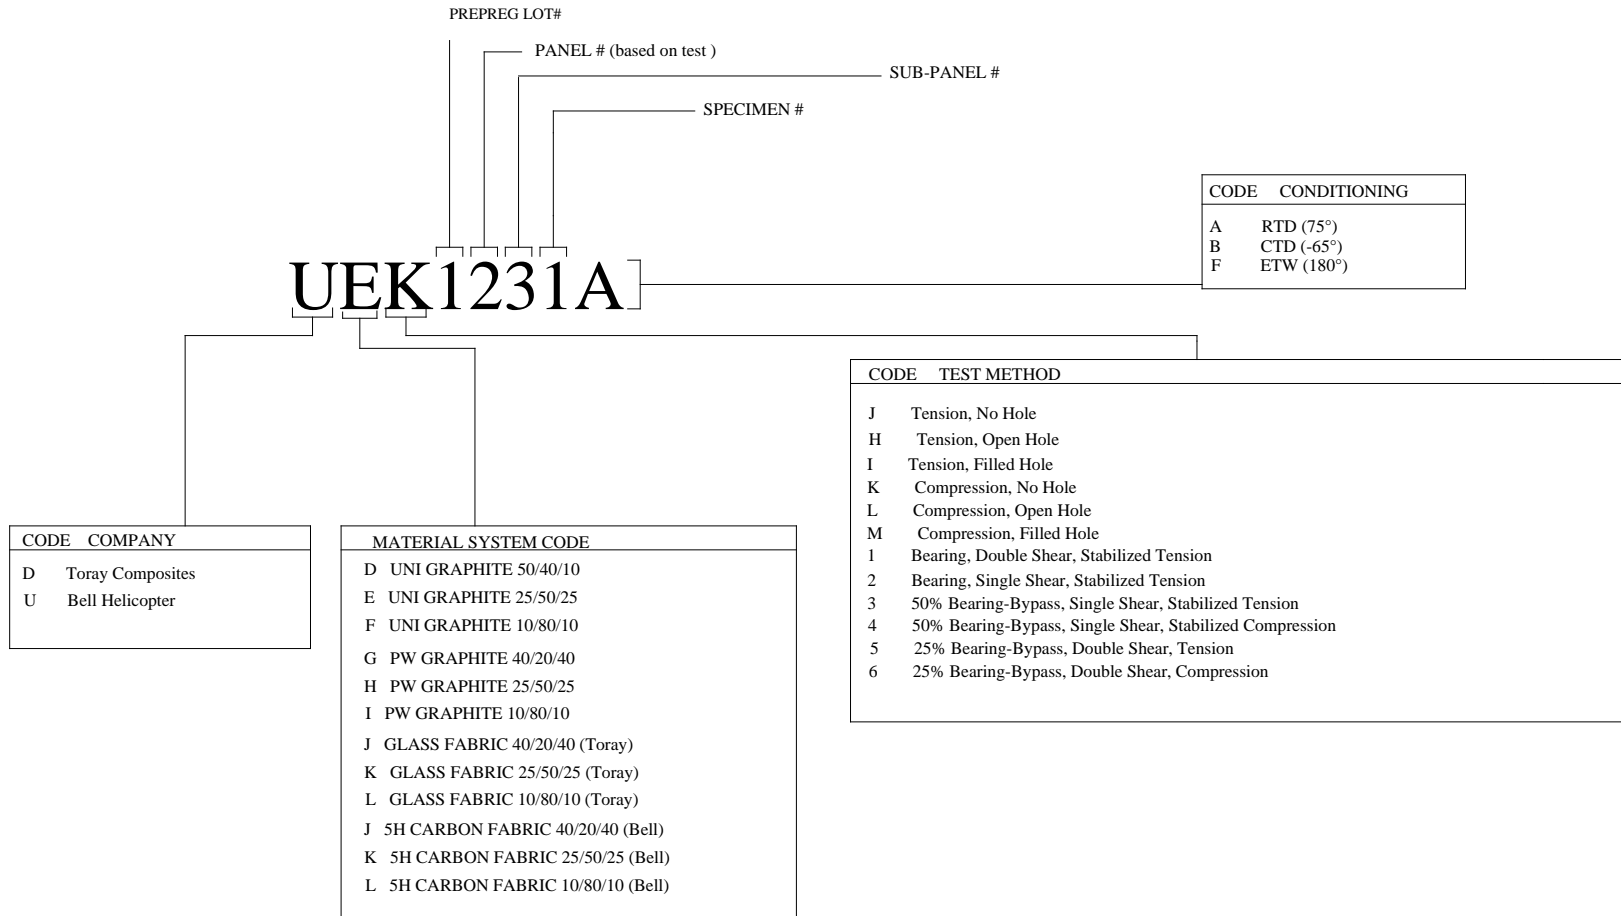 PREPREG LOT#
PANEL # (based on test )
SUB-PANEL #
SPECIMEN #
CODE CONDITIONING
A RTD (75°)
B CTD (-65°)
F ETW (180°)
UEK1231A
CODE TEST METHOD
J Tension, No Hole
H Tension, Open Hole
I Tension, Filled Hole
K Compression, No Hole
L Compression, Open Hole
M Compression, Filled Hole
1 Bearing, Double Shear, Stabilized Tension
2 Bearing, Single Shear, Stabilized Tension
3 50% Bearing-Bypass, Single Shear, Stabilized Tension
4 50% Bearing-Bypass, Single Shear, Stabilized Compression
5 25% Bearing-Bypass, Double Shear, Tension
6 25% Bearing-Bypass, Double Shear, Compression
CODE COMPANY
D Toray Composites
U Bell Helicopter
MATERIAL SYSTEM CODE
D UNI GRAPHITE 50/40/10
E UNI GRAPHITE 25/50/25
F UNI GRAPHITE 10/80/10
G PW GRAPHITE 40/20/40
H PW GRAPHITE 25/50/25
I PW GRAPHITE 10/80/10
J GLASS FABRIC 40/20/40 (Toray)
K GLASS FABRIC 25/50/25 (Toray)
L GLASS FABRIC 10/80/10 (Toray)
J 5H CARBON FABRIC 40/20/40 (Bell)
K 5H CARBON FABRIC 25/50/25 (Bell)
L 5H CARBON FABRIC 10/80/10 (Bell)